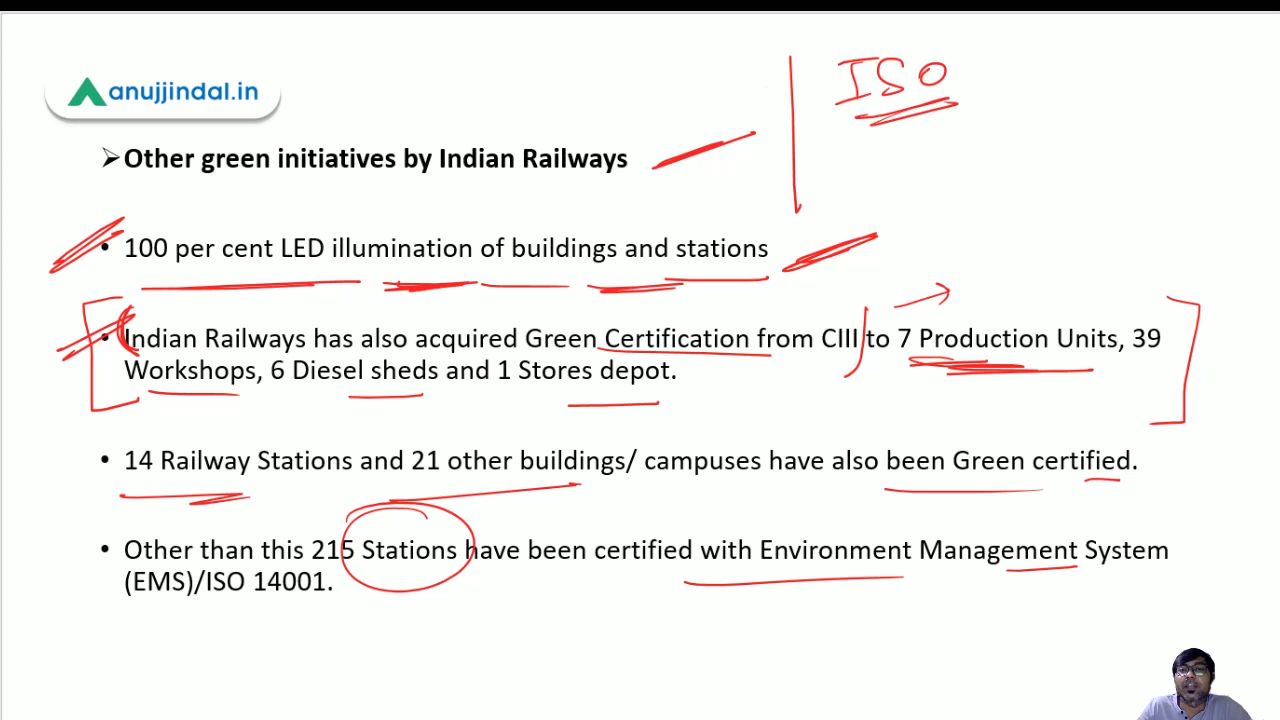 anujjindal.in
ISO
➢Other green initiatives by Indian Railways
• 100 per cent LED illumination of buildings and stations
• Indian Railways has also acquired Green Certification from CIII to 7 Production Units, 39
Workshops, 6 Diesel sheds and 1 Stores depot.
• 14 Railway Stations and 21 other buildings/ campuses have also been Green certified.
• Other than this 215 Stations have been certified with Environment Management System
(EMS)/ISO 14001.